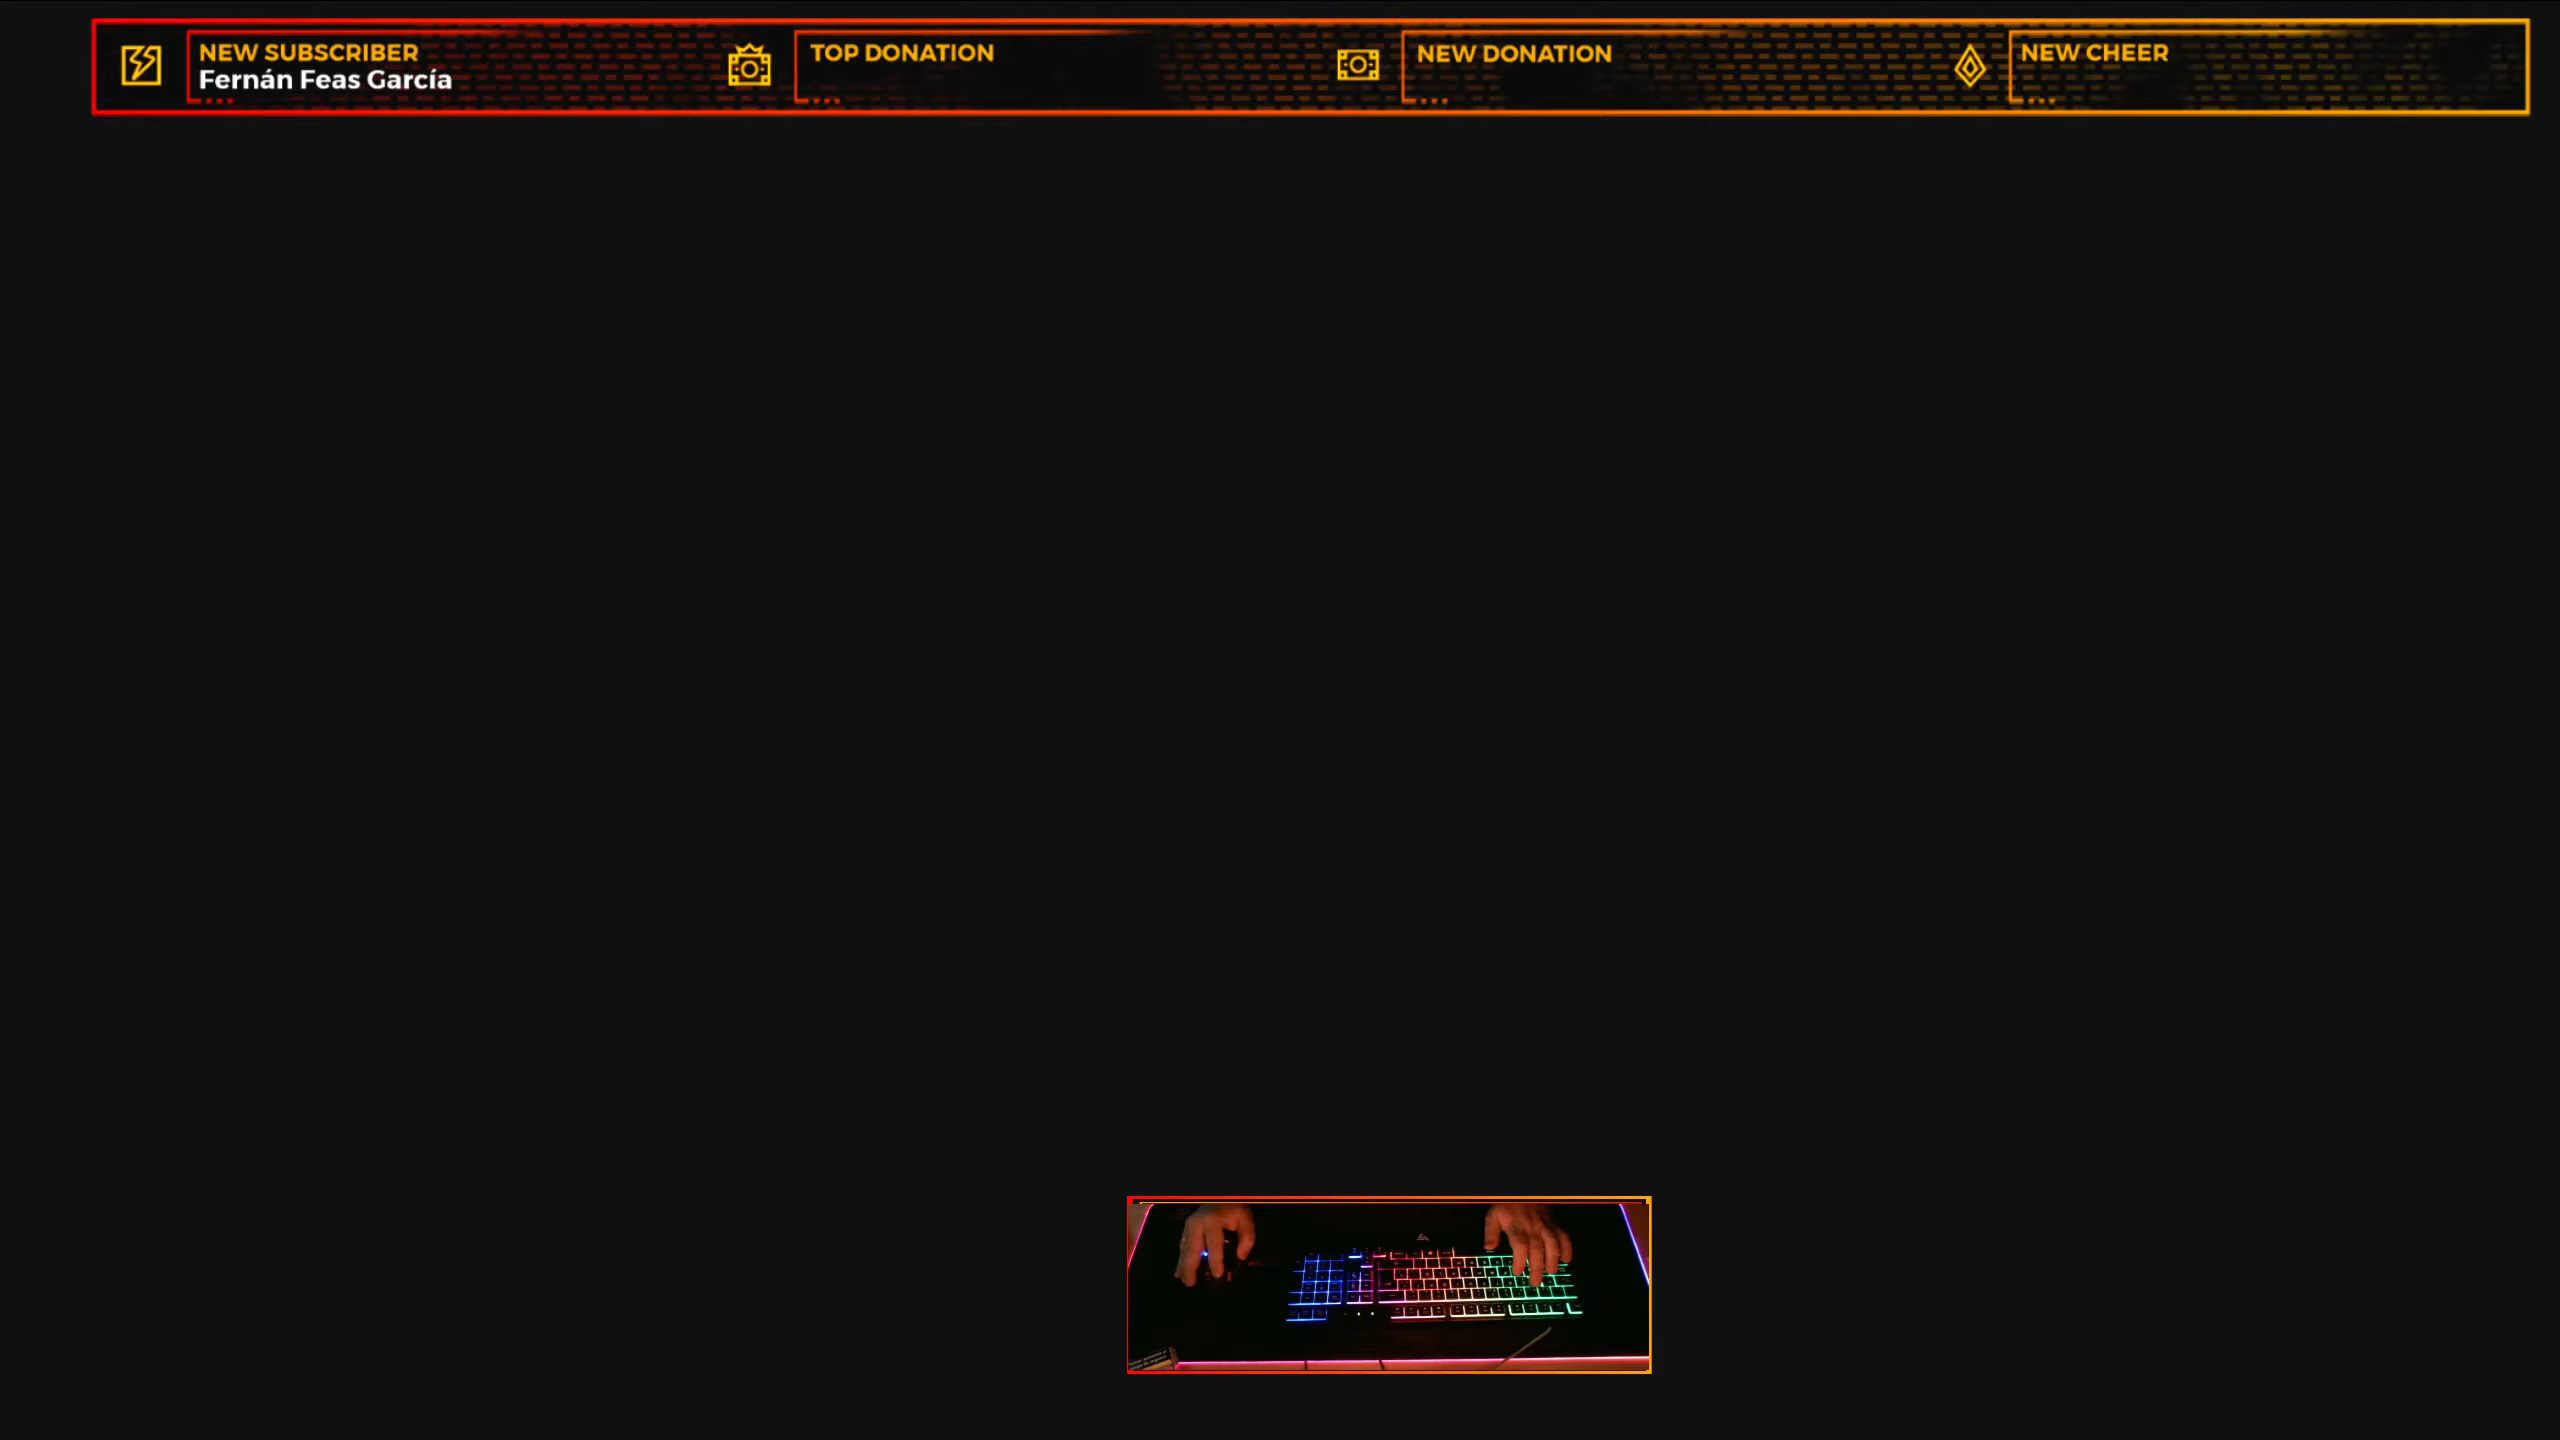 NEW SUBSCRIBER
Fernán Feas García
TOP DONATION
NEW DONATION
NEW CHEER